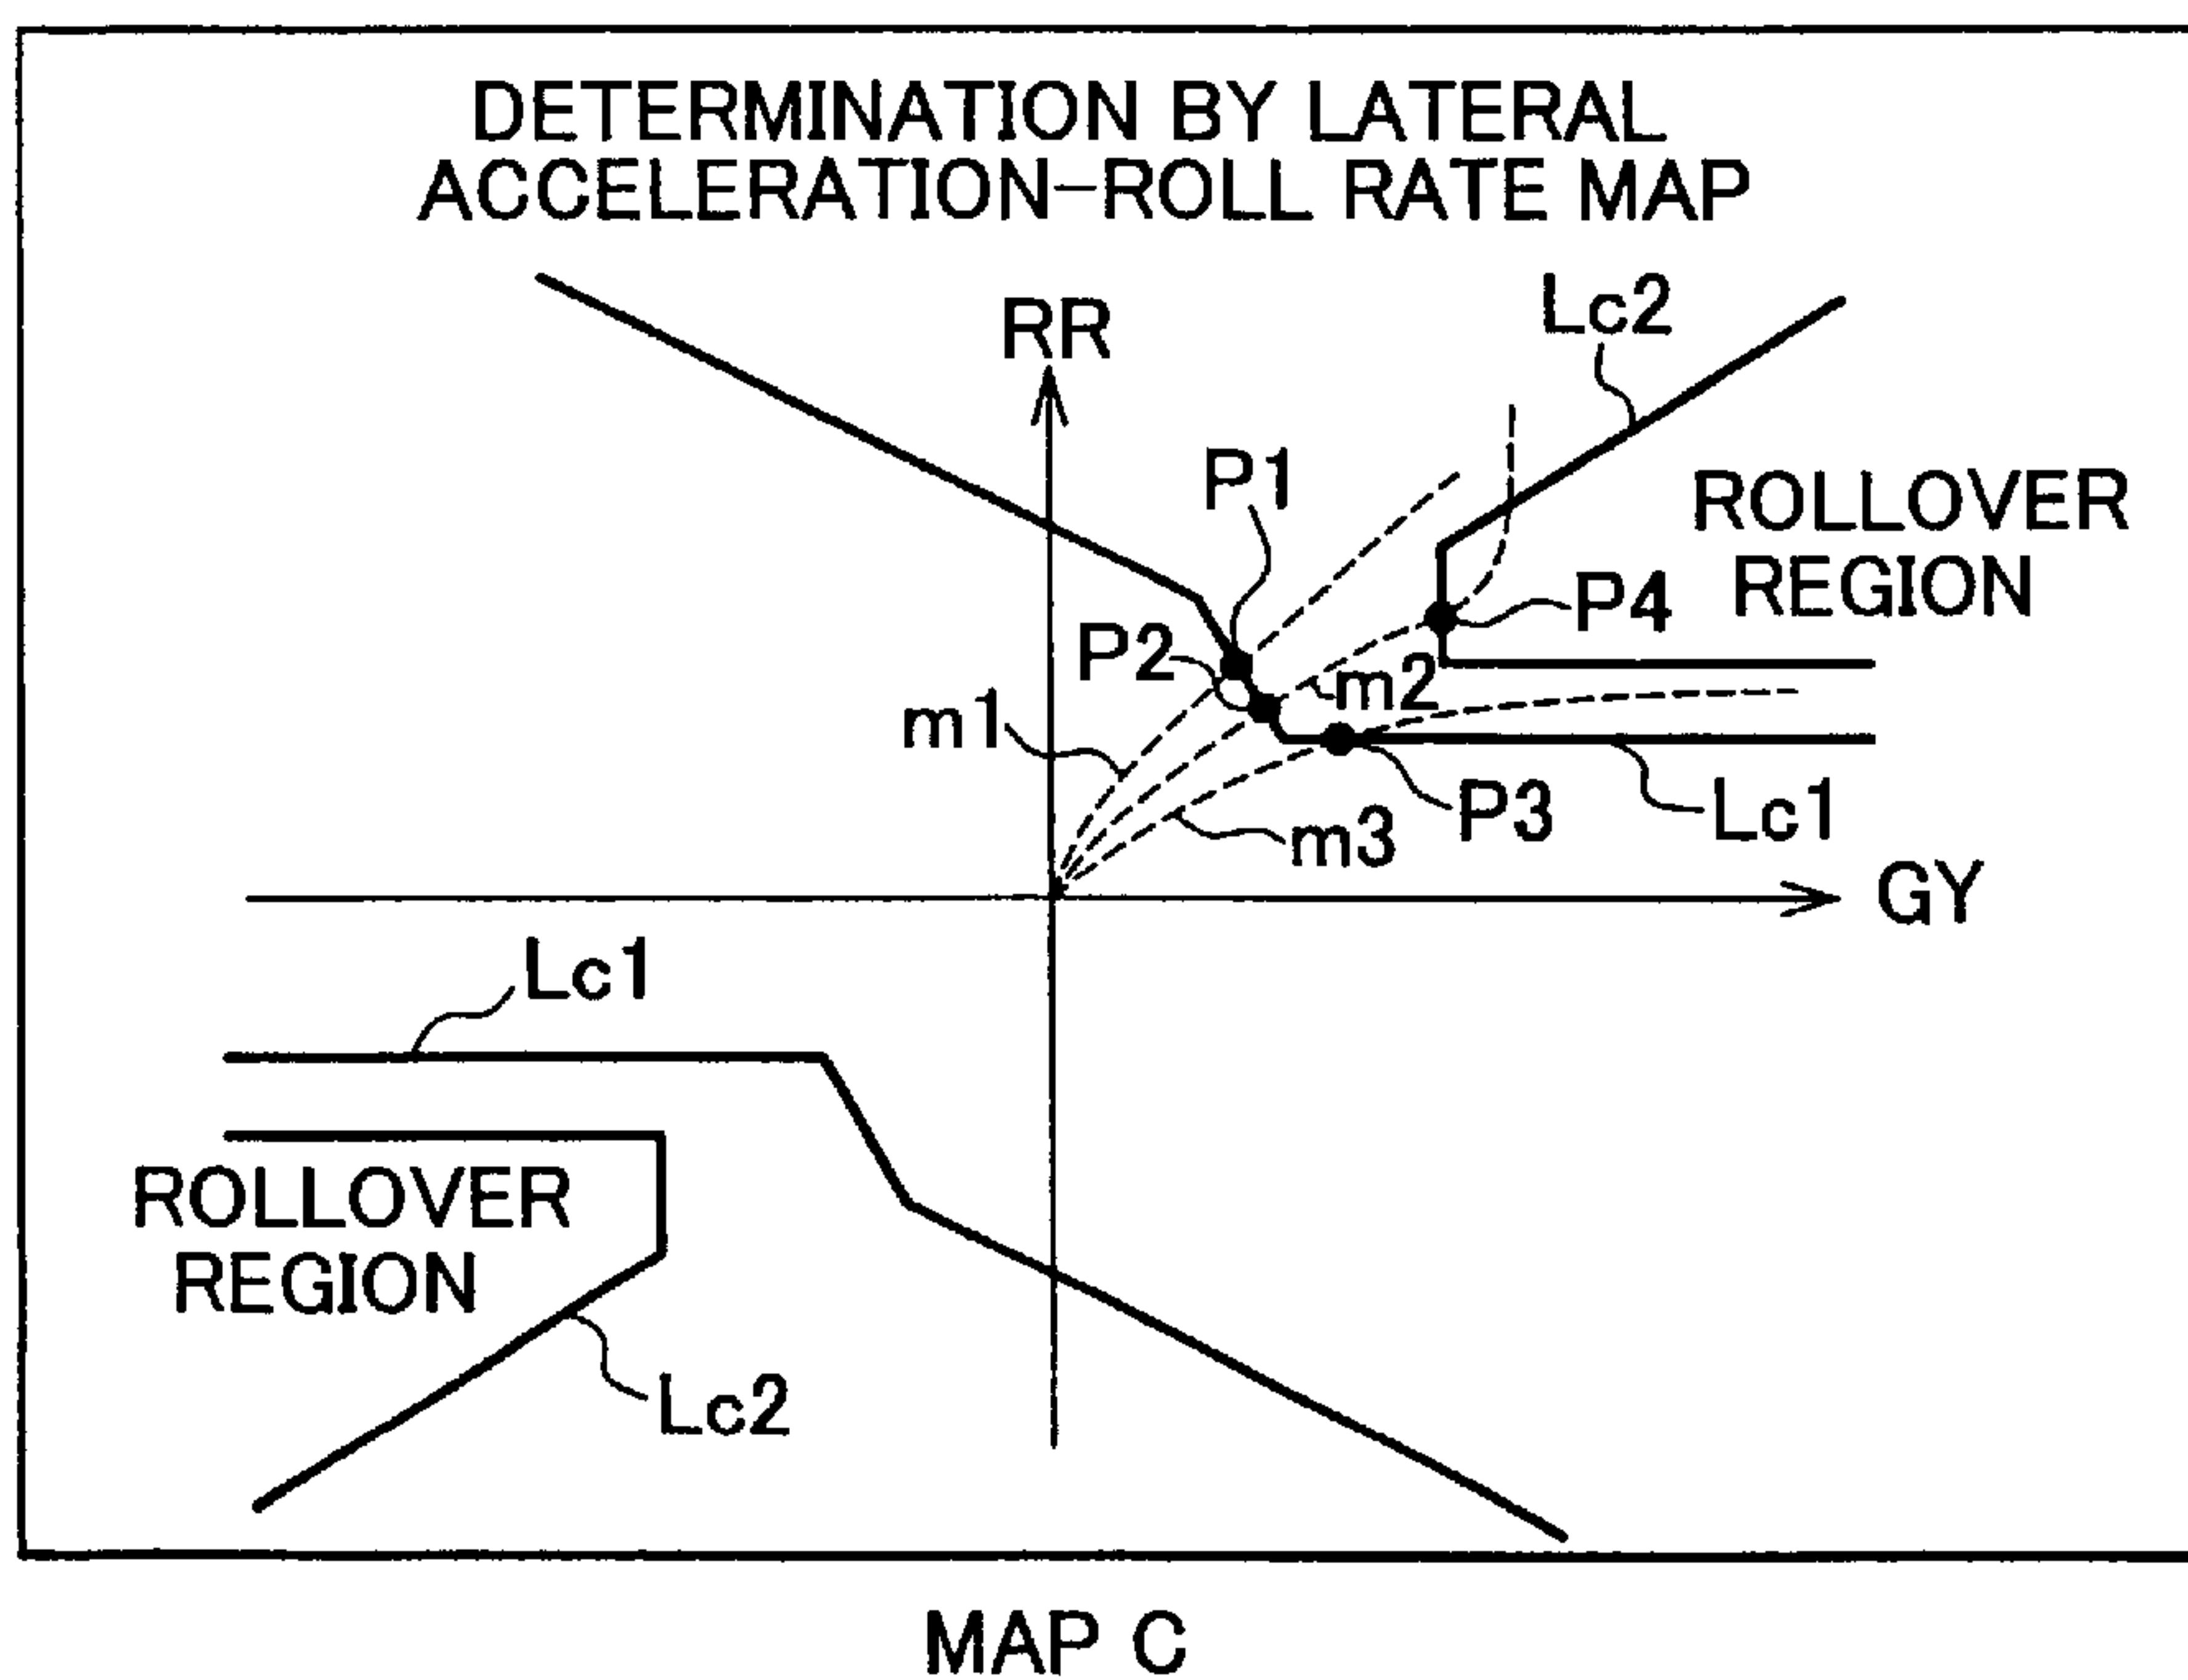 DETERMINATION BY LATERAL
ACCELERATION-ROLL RATE MAP
RR
Lc2
P1
ROLLOVER
REGION
P4
P2
m2
m1
P3
Lc1
m3
GY
Lc1
ROLLOVER
REGION
Lc2
MAP C